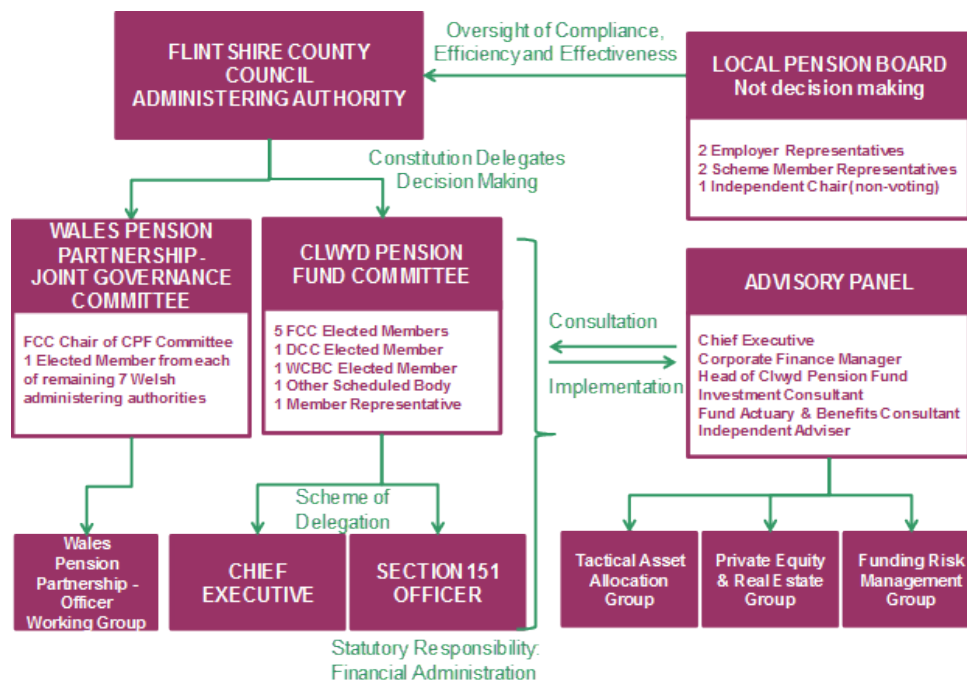 FLINTSHIRE COUNTY
COUNCIL
ADMINISTERING AUTHORITY
Oversight of Compliance,
Efficiency and Effectiveness
LOCAL PENSION BOARD
Not decision making
2 Employer Representatives
2 Scheme Member Representatives
1 Independent Chair (non-voting)
Constitution Delegates
Decision Making
WALES PENSION
PARTNERSHIP -
JOINT GOVERNANCE
COMMITTEE
FCC Chair of CPF Committee
1 Elected Member from each
of remaining 7 Welsh
administering authorities
CLWYD PENSION
FUND COMMITTEE
5 FCC Elected Members
1 DCC Elected Member
1 WCBC Elected Member
1 Other Scheduled Body
1 Member Representative
Consultation
Implementation
ADVISORY PANEL
Chief Executive
Corporate Finance Manager
Head of Clwyd Pension Fund
Investment Consultant
Fund Actuary & Benefits Consultant
Independent Adviser
Scheme of
Delegation
Wales
Pension
Partnership -
Officer
Working Group
CHIEF
EXECUTIVE
SECTION 151
OFFICER
Tactical Asset
Allocation
Group
Private Equity
& Real Estate
Group
Funding Risk
Management
Group
Statutory Responsibility:
Financial Administration